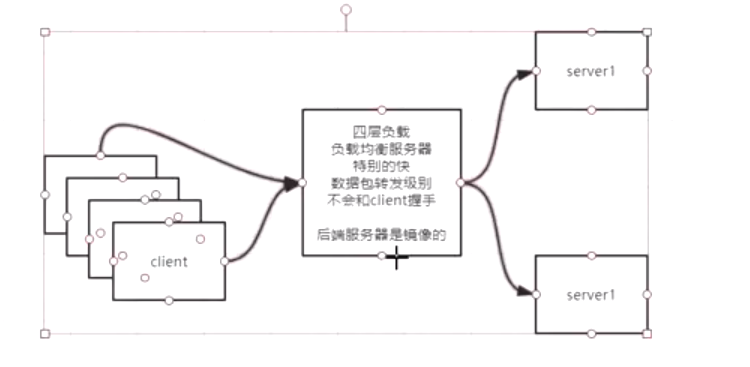 四层负载
负载均衡服务器
特别的快
数据包转发级别
不会和client握手
后端服务器是镜像的
client
server1
server1